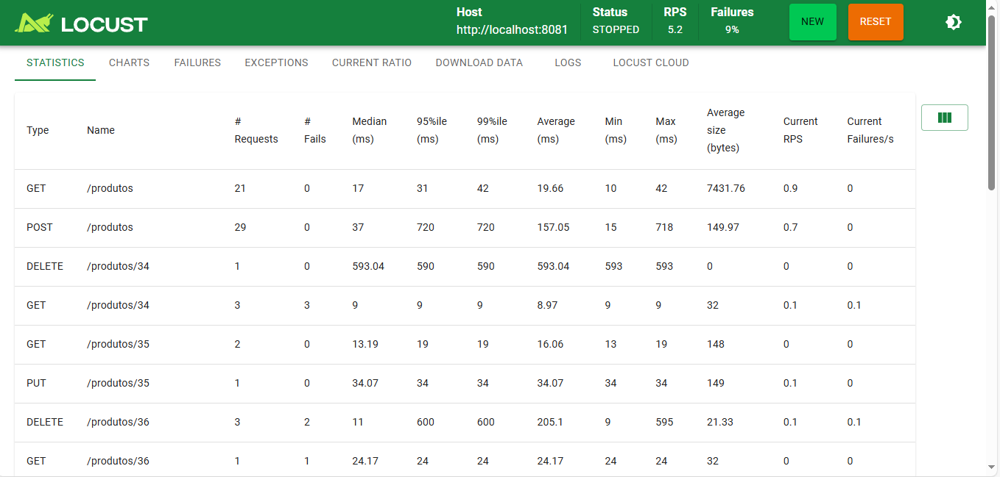 LOCUST
Host
http://localhost:8081
Status
STOPPED
RPS
5.2
Failures
9%
NEW
RESET
STATISTICS CHARTS FAILURES EXCEPTIONS CURRENT RATIO DOWNLOAD DATA LOGS LOCUST CLOUD
Type
Name
#
Requests
#
Fails
Median
(ms)
95%ile
(ms)
99%ile
(ms)
Average
(ms)
Min
(ms)
Max
(ms)
Average
size
(bytes)
Current
RPS
Current
Failures/s
GET /produtos 21 0 17 31 42 19.66 10 42 7431.76 0.9 0
POST /produtos 29 0 37 720 720 157.05 15 718 149.97 0.7 0
DELETE /produtos/34 1 0 593.04 590 590 593.04 593 593 0 0 0
GET /produtos/34 3 3 9 9 9 8.97 9 9 32 0.1 0.1
GET /produtos/35 2 0 13.19 19 19 16.06 13 19 148 0 0
PUT /produtos/35 1 0 34.07 34 34 34.07 34 34 149 0.1 0
DELETE /produtos/36 3 2 11 600 600 205.1 9 595 21.33 0.1 0.1
GET /produtos/36 1 1 24.17 24 24 24.17 24 24 32 0 0